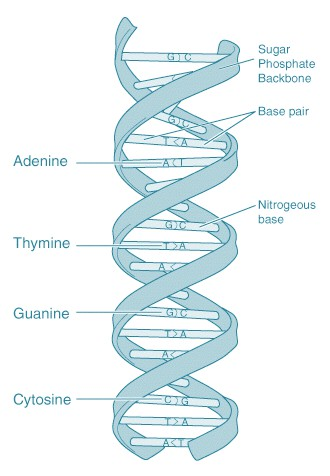 G C
Sugar
Phosphate
Backbone
Base pair
G C
T A
Adenine
A T
Nitrogeous
base
G C
Thymine
T A
A
Guanine
G C
T A
A
Cytosine
C G
T A
A T